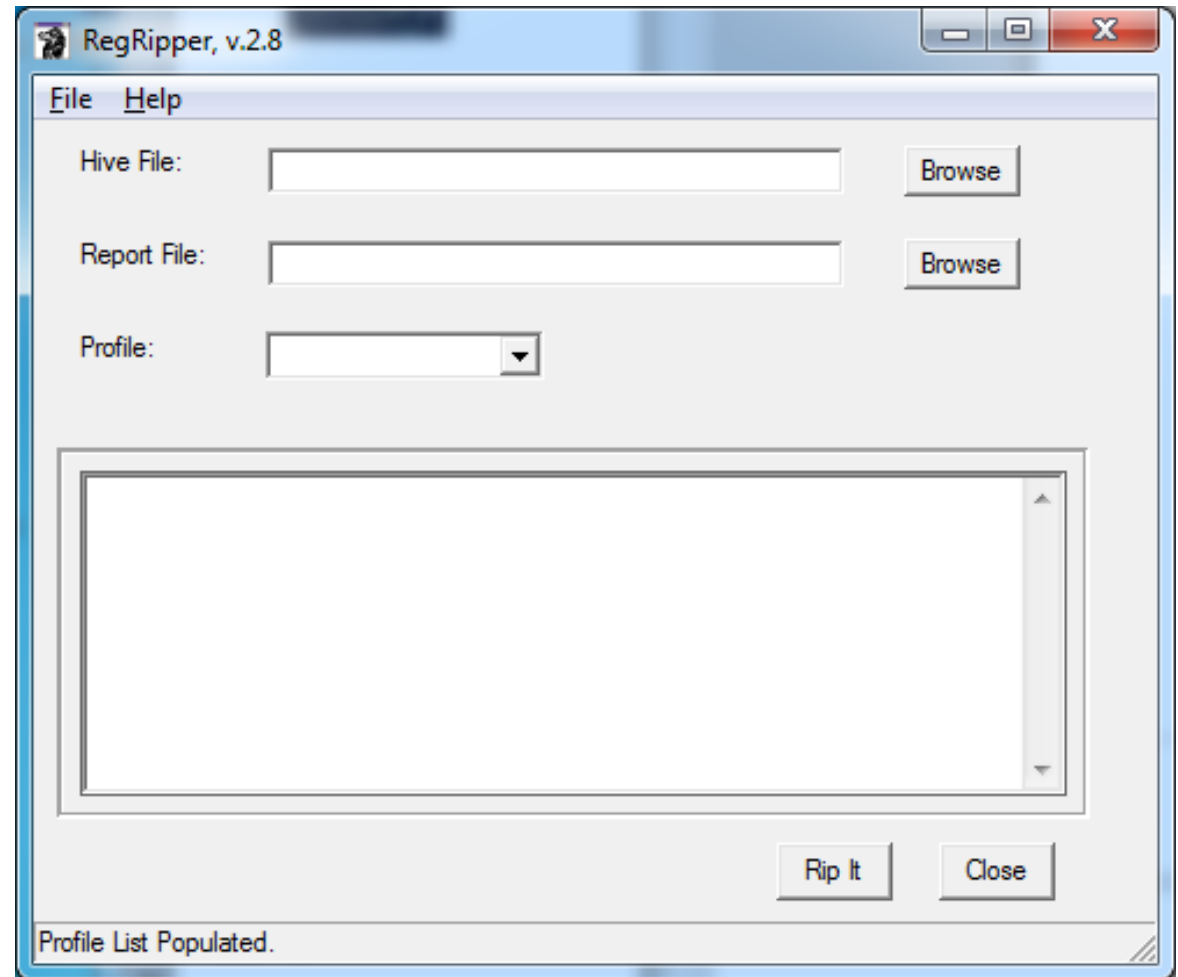 RegRipper, v.2.8
File Help
Hive File: Browse
Report File: Browse
Profile:
Rip It Close
Profile List Populated.